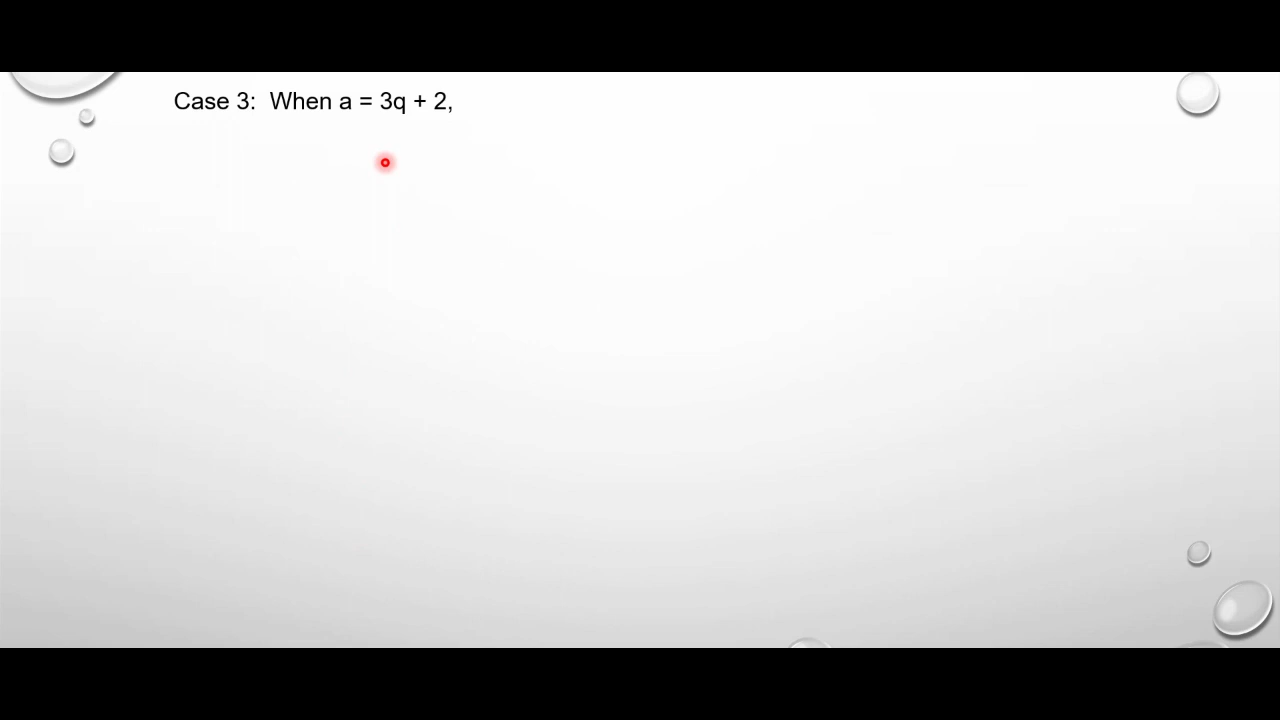 Case 3:  When a = 3q + 2,